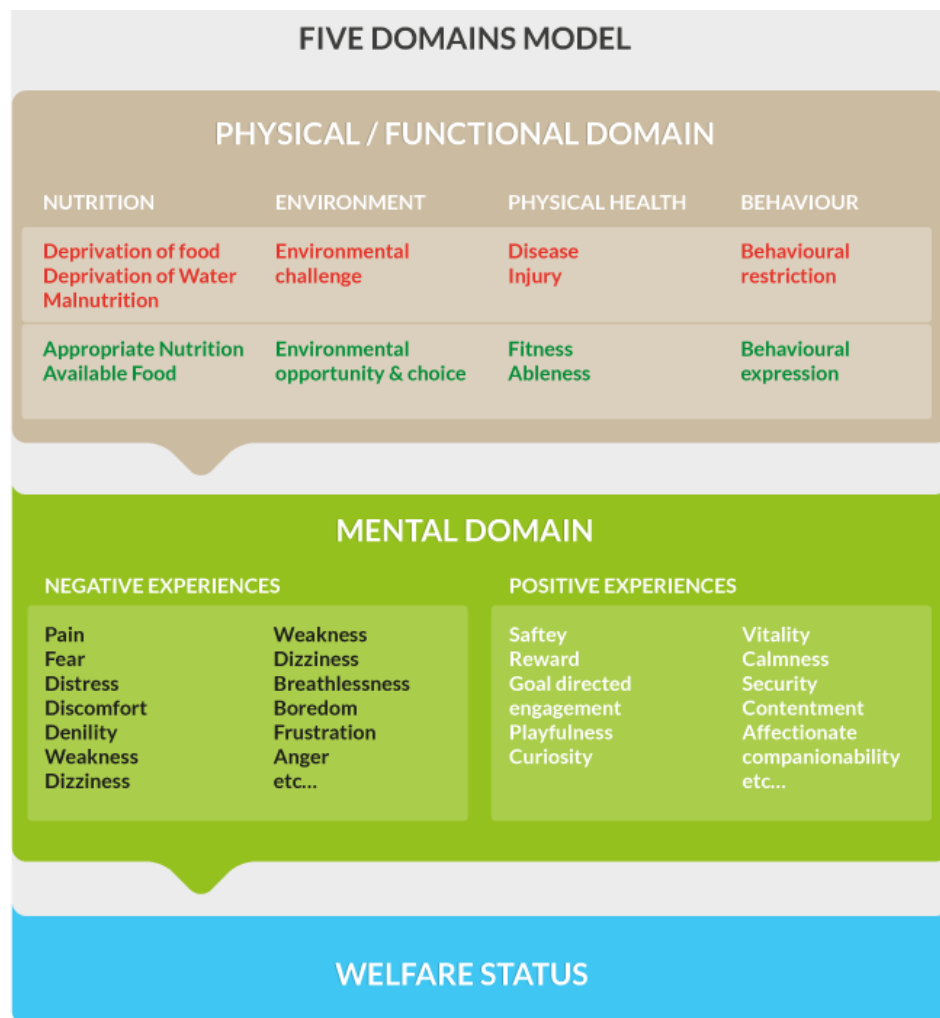 FIVE DOMAINS MODEL
PHYSICAL / FUNCTIONAL DOMAIN
NUTRITION
Deprivation of food
Deprivation of Water
Malnutrition
Appropriate Nutrition
Available Food
ENVIRONMENT
Environmental
challenge
Environmental
opportunity & choice
PHYSICAL HEALTH
Disease
Injury
Fitness
Ableness
BEHAVIOUR
Behavioural
restriction
Behavioural
expression
MENTAL DOMAIN
NEGATIVE EXPERIENCES
Pain
Fear
Distress
Discomfort
Denility
Weakness
Dizziness
Weakness
Dizziness
Breathlessness
Boredom
Frustration
Anger
etc...
POSITIVE EXPERIENCES
Saftey
Reward
Goal directed
engagement
Playfulness
Curiosity
Vitality
Calmness
Security
Contentment
Affectionate
companionability
etc...
WELFARE STATUS